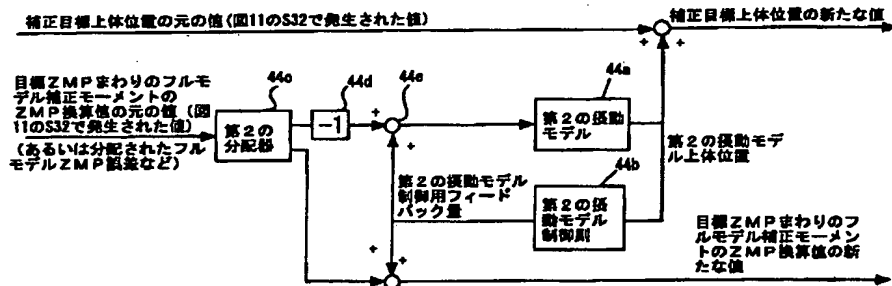 補正目標上体位置の元の値(図11のS32で発生された値)
補正目標上体位置の新たな値
目標ZMPまわりのフルモ
デル補正モーメントの
ZMP換算値の元の値(図
11のS32で発生された値)
(あるいは分配されたフル
モデルZMP誤差など)
44c
第2の
分配器
44d
-1
44e
44a
第2の摂動
モデル
第2の摂動モデ
ル上体位置
44b
第2の摂
動モデル
制御則
第2の摂動モデル
制御用フィード
バック量
目標ZMPまわりのフ
ルモデル補正モーメン
トのZMP換算値の新
たな値
+
+
+
+
+
+